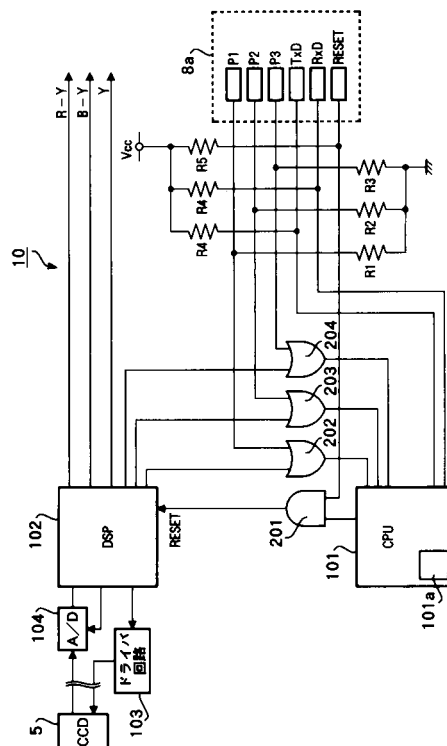 10
R-Y
B-Y
Y
8a
P1
P2
P3
TxD
RxD
RESET
Vcc
R5
R4
R4
R3
R2
R1
102
DSP
RESET
104
A/D
5
CCD
ドライバ
回路
103
204
203
202
201
101
CPU
101a